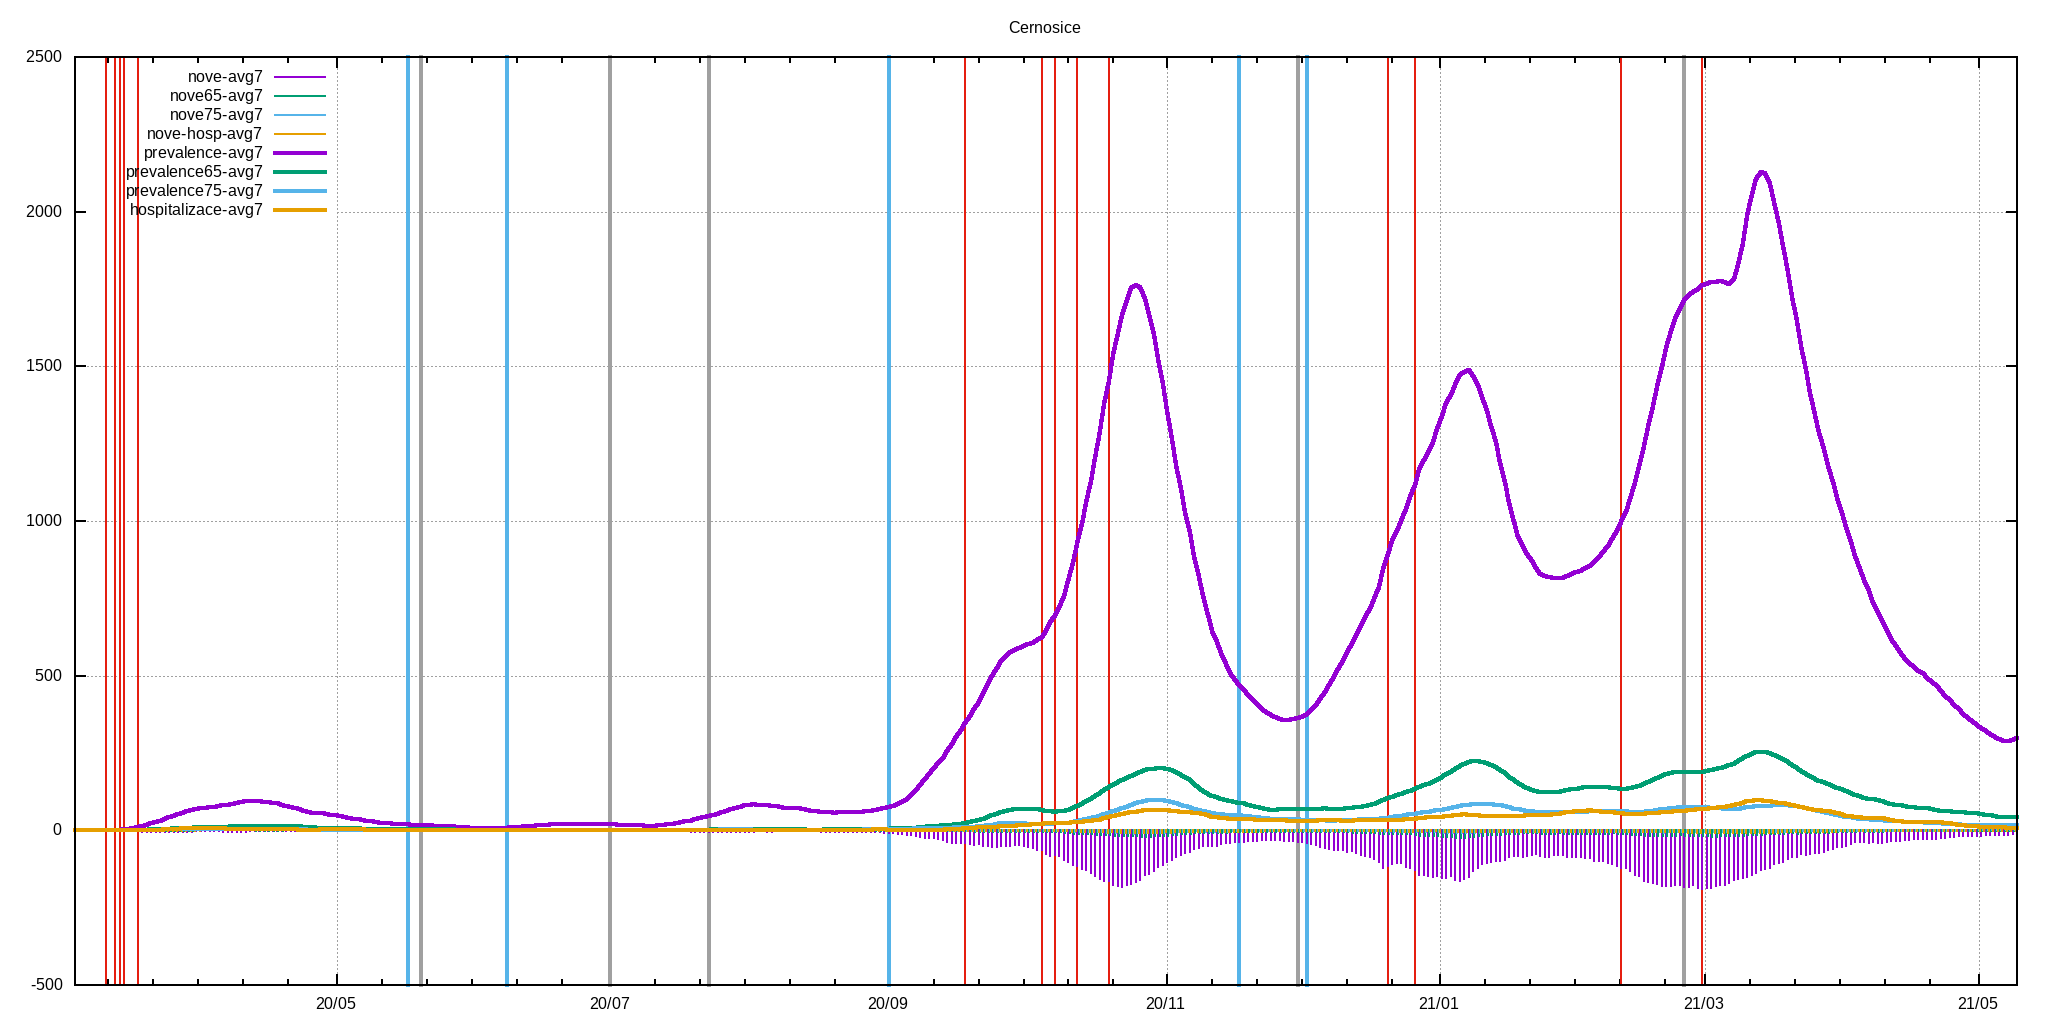 Cernosice
2500
2000
1500
1000
500
0
-500
nove-avg7
nove65-avg7
nove75-avg7
nove-hosp-avg7
prevalence-avg7
prevalence65-avg7
prevalence75-avg7
hospitalizace-avg7
20/05 20/07 20/09 20/11 21/01 21/03 21/05